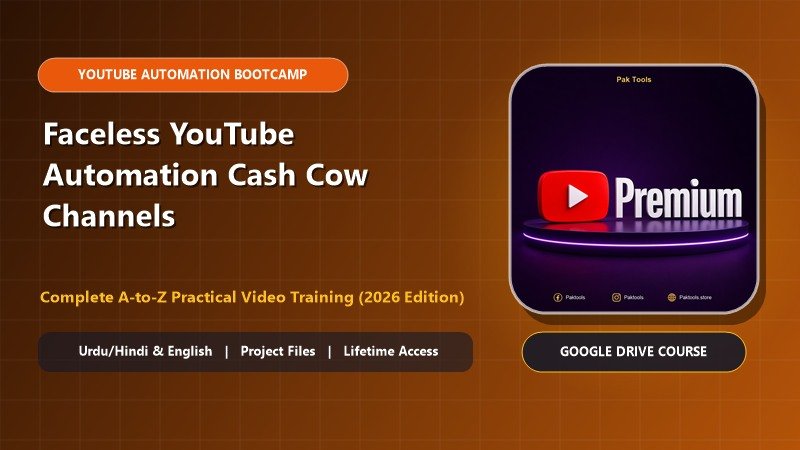 YOUTUBE AUTOMATION BOOTCAMP
Faceless YouTube
Automation Cash Cow
Channels
Complete A-to-Z Practical Video Training (2026 Edition)
Urdu/Hindi & English | Project Files | Lifetime Access
Pak Tools
Premium
Paktools Paktools Paktools.store
GOOGLE DRIVE COURSE